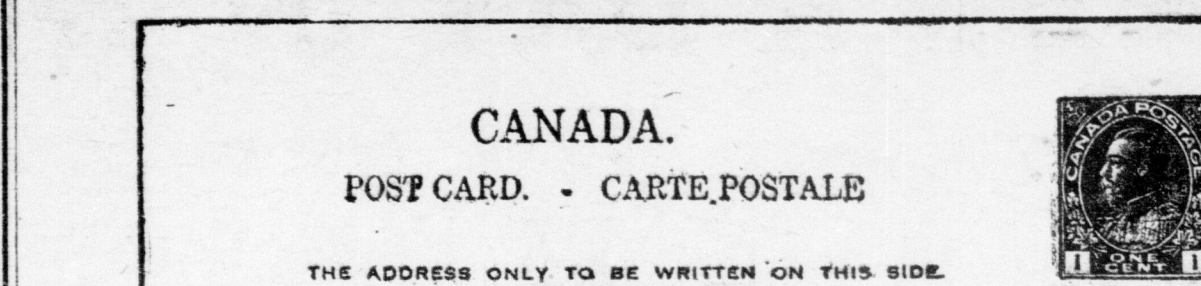 CANADA.
POST CARD. - CARTE POSTALE
CANADA POSTAGE
THE ADDRESS ONLY TO BE WRITTEN ON THIS SIDE.
1 ONE CENT 1